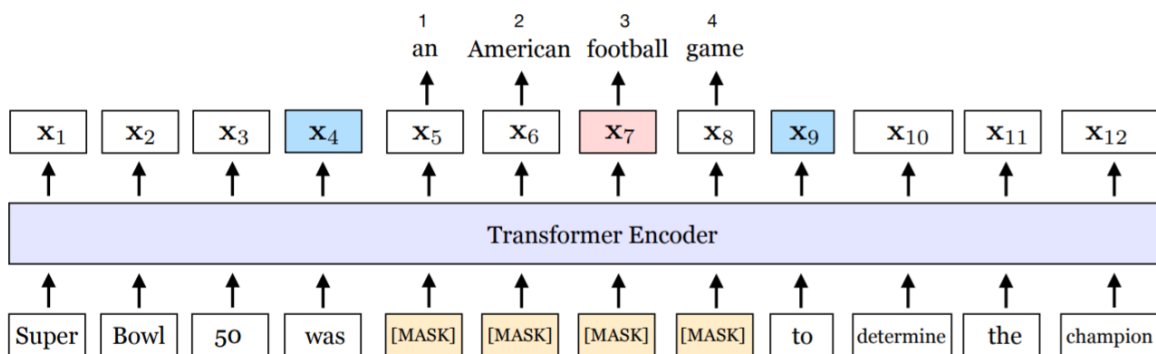 1 2 3 4
an American football game
x1 x2 x3 x4 x5 x6 x7 x8 x9 x10 x11 x12
Transformer Encoder
Super Bowl 50 was [MASK] [MASK] [MASK] [MASK] to determine the champion